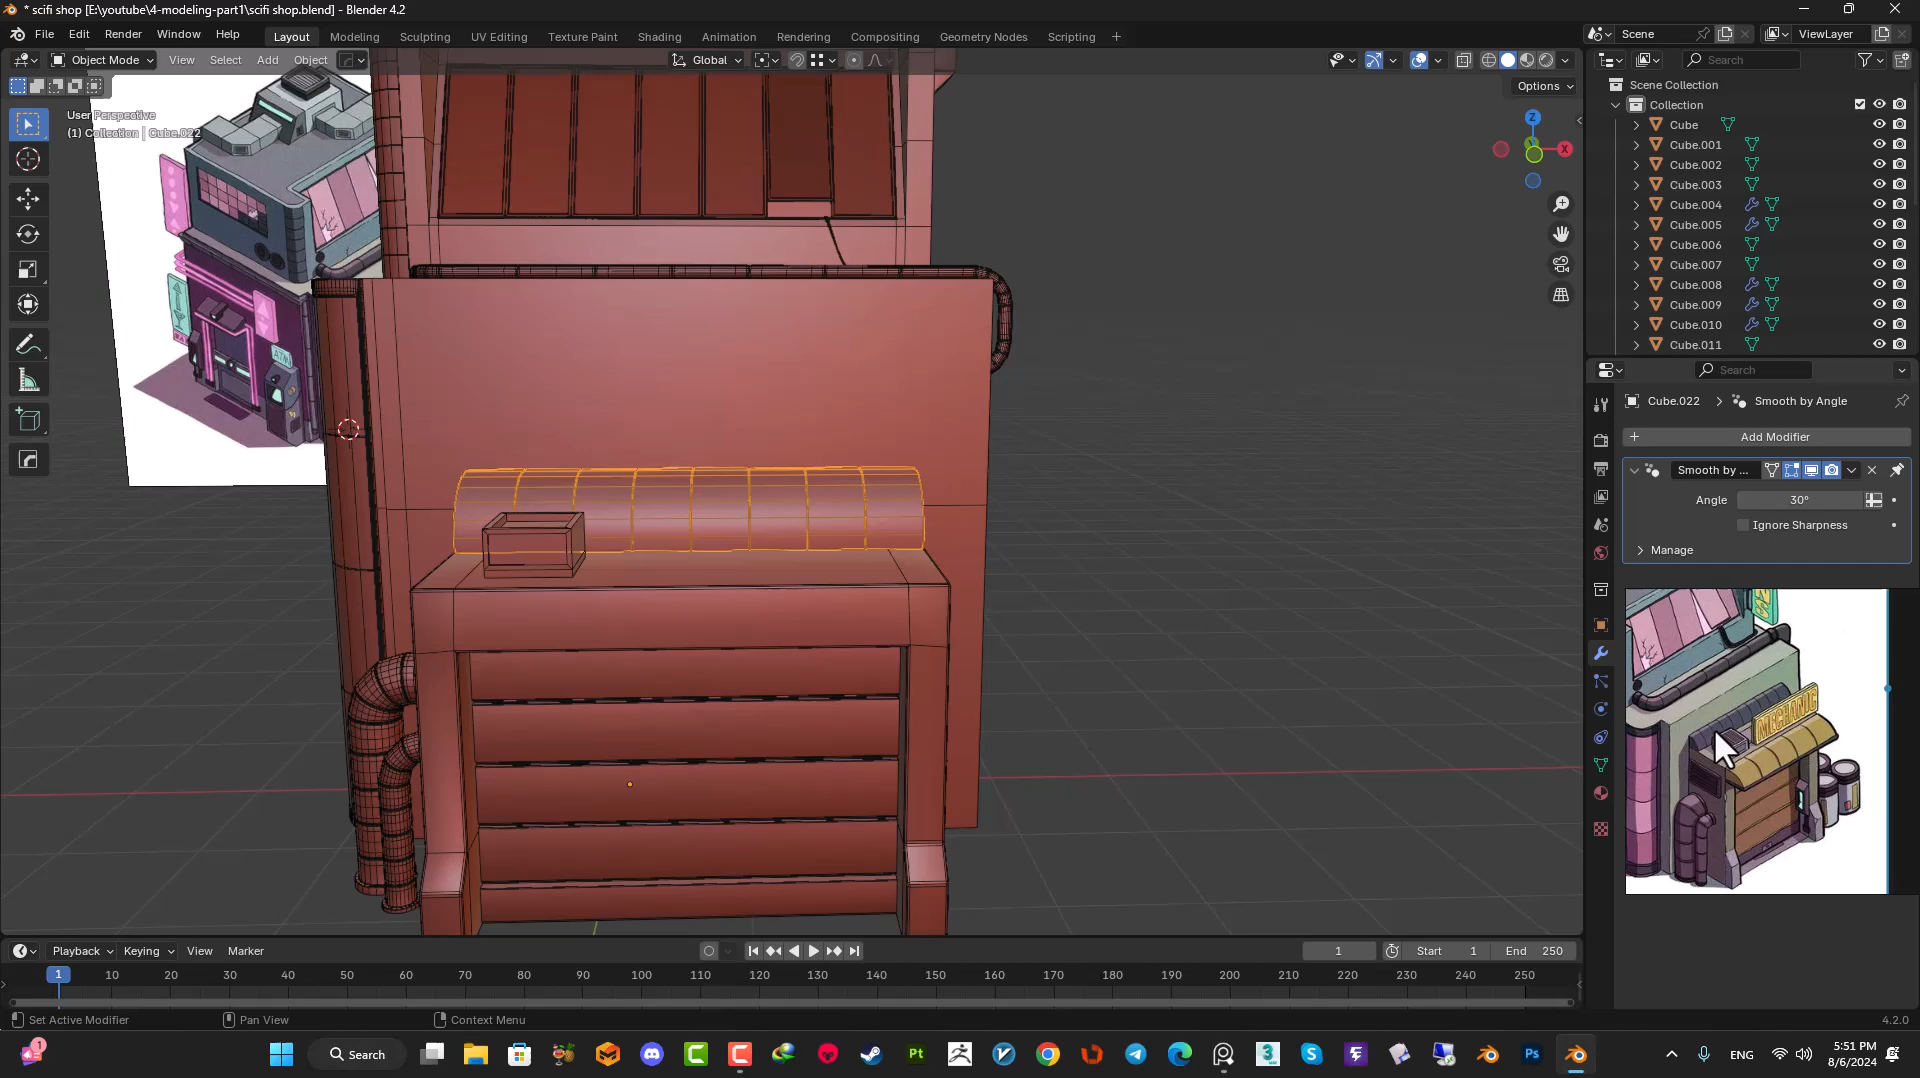 * scifi shop [E:\youtube\4-modeling-part1\scifi shop.blend] - Blender 4.2
File Edit Render Window Help Layout Modeling Sculpting UV Editing Texture Paint Shading Animation Rendering Compositing Geometry Nodes Scripting + Scene ViewLayer
Object Mode View Select Add Object Global Search
Options
User Perspective
(1) Collection | Cube.022
Z
X
Scene Collection
Collection
Cube
Cube.001
Cube.002
Cube.003
Cube.004
Cube.005
Cube.006
Cube.007
Cube.008
Cube.009
Cube.010
Cube.011
Search
Cube.022 > Smooth by Angle
Add Modifier
Smooth by ...
Angle 30°
Ignore Sharpness
Manage
ATM
MECHANIC
Playback Keying View Marker 1 Start 1 End 250
1 10 20 30 40 50 60 70 80 90 100 110 120 130 140 150 160 170 180 190 200 210 220 230 240 250
Set Active Modifier Pan View Context Menu 4.2.0
1 Search Pt 3 Ps ENG 5:51 PM
8/6/2024